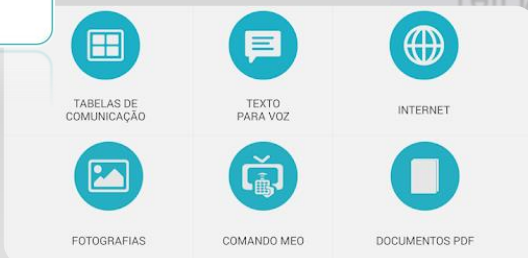 TABELAS DE
COMUNICAÇÃO
TEXTO
PARA VOZ
INTERNET
FOTOGRAFIAS
COMANDO MEO
DOCUMENTOS PDF